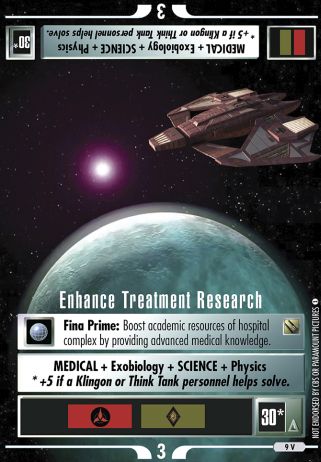 3
MEDICAL + Exobiology + SCIENCE + Physics
* +5 if a Klingon or Think Tank personnel helps solve.
30*
Enhance Treatment Research
Fina Prime: Boost academic resources of hospital
complex by providing advanced medical knowledge.
MEDICAL + Exobiology + SCIENCE + Physics
* +5 if a Klingon or Think Tank personnel helps solve.
30*
3
9 V
NOT ENDORSED BY CBS OR PARAMOUNT PICTURES